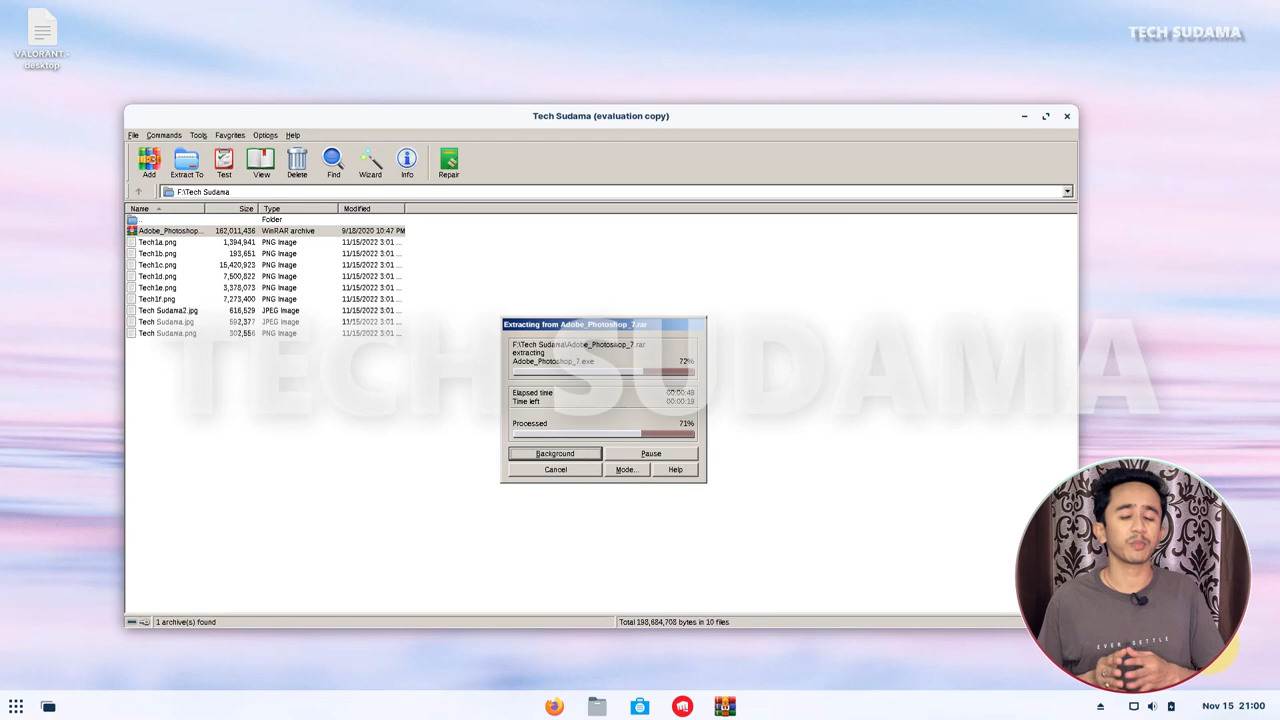 VALORANT.-
desktop
TECH SUDAMA
Tech Sudama (evaluation copy)
File Commands Tools Favorites Options Help
Add Extract To Test View Delete Find Wizard Info Repair
F:\Tech Sudama
Name Size Type Modified
.. Folder
Adobe_Photoshop... 162,011,436 WinRAR archive 9/18/2020 10:47 PM
Tech1a.png 1,394,941 PNG Image 11/15/2022 3:01 ...
Tech1b.png 193,651 PNG Image 11/15/2022 3:01 ...
Tech1c.png 15,420,923 PNG Image 11/15/2022 3:01 ...
Tech1d.png 7,500,822 PNG Image 11/15/2022 3:01 ...
Tech1e.png 3,378,073 PNG Image 11/15/2022 3:01 ...
Tech1f.png 7,273,400 PNG Image 11/15/2022 3:01 ...
Tech Sudama2.jpg 616,529 JPEG Image 11/15/2022 3:01 ...
Tech Sudama.jpg 592,377 JPEG Image 11/15/2022 3:01 ...
Tech Sudama.png 302,556 PNG Image 11/15/2022 3:01 ...
TECH SUDAMA
Extracting from Adobe_Photoshop_7.rar
F:\Tech Sudama\Adobe_Photoshop_7.rar
extracting
Adobe_Photoshop_7.exe 72%
Elapsed time 00:00:49
Time left 00:00:19
Processed 71%
Background Pause
Cancel Mode... Help
1 archive(s) found
Total 198,684,708 bytes in 10 files
EVER SETTLE
Nov 15 21:00